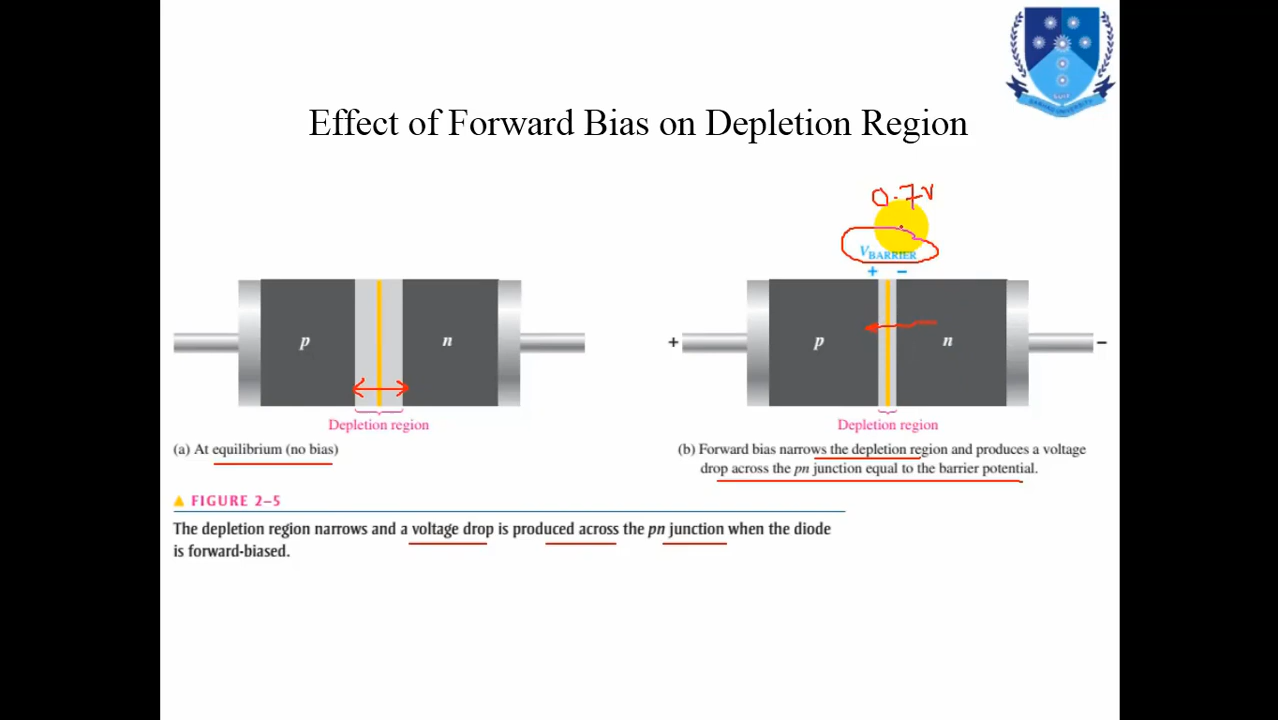 Effect of Forward Bias on Depletion Region
0.7v
VBARRIER
+ −
p
n
+
p
n
−
Depletion region
Depletion region
(a) At equilibrium (no bias)
(b) Forward bias narrows the depletion region and produces a voltage
drop across the pn junction equal to the barrier potential.
FIGURE 2–5
The depletion region narrows and a voltage drop is produced across the pn junction when the diode
is forward-biased.